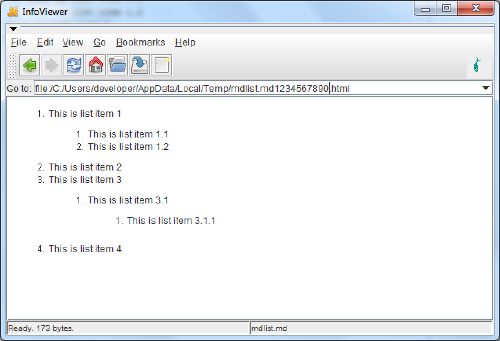 InfoViewer
File Edit View Go Bookmarks Help
Go to: file:/C:/Users/developer/AppData/Local/Temp/mdlist.md1234567890.html
1. This is list item 1
1. This is list item 1.1
2. This is list item 1.2
2. This is list item 2
3. This is list item 3
1. This is list item 3.1
1. This is list item 3.1.1
4. This is list item 4
Ready. 173 bytes. mdlist.md